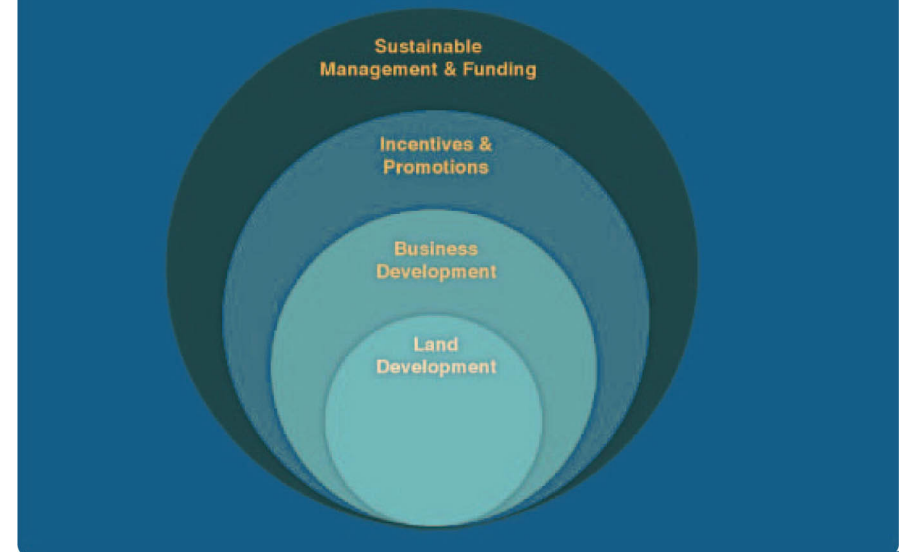 Sustainable
Management & Funding
Incentives &
Promotions
Business
Development
Land
Development